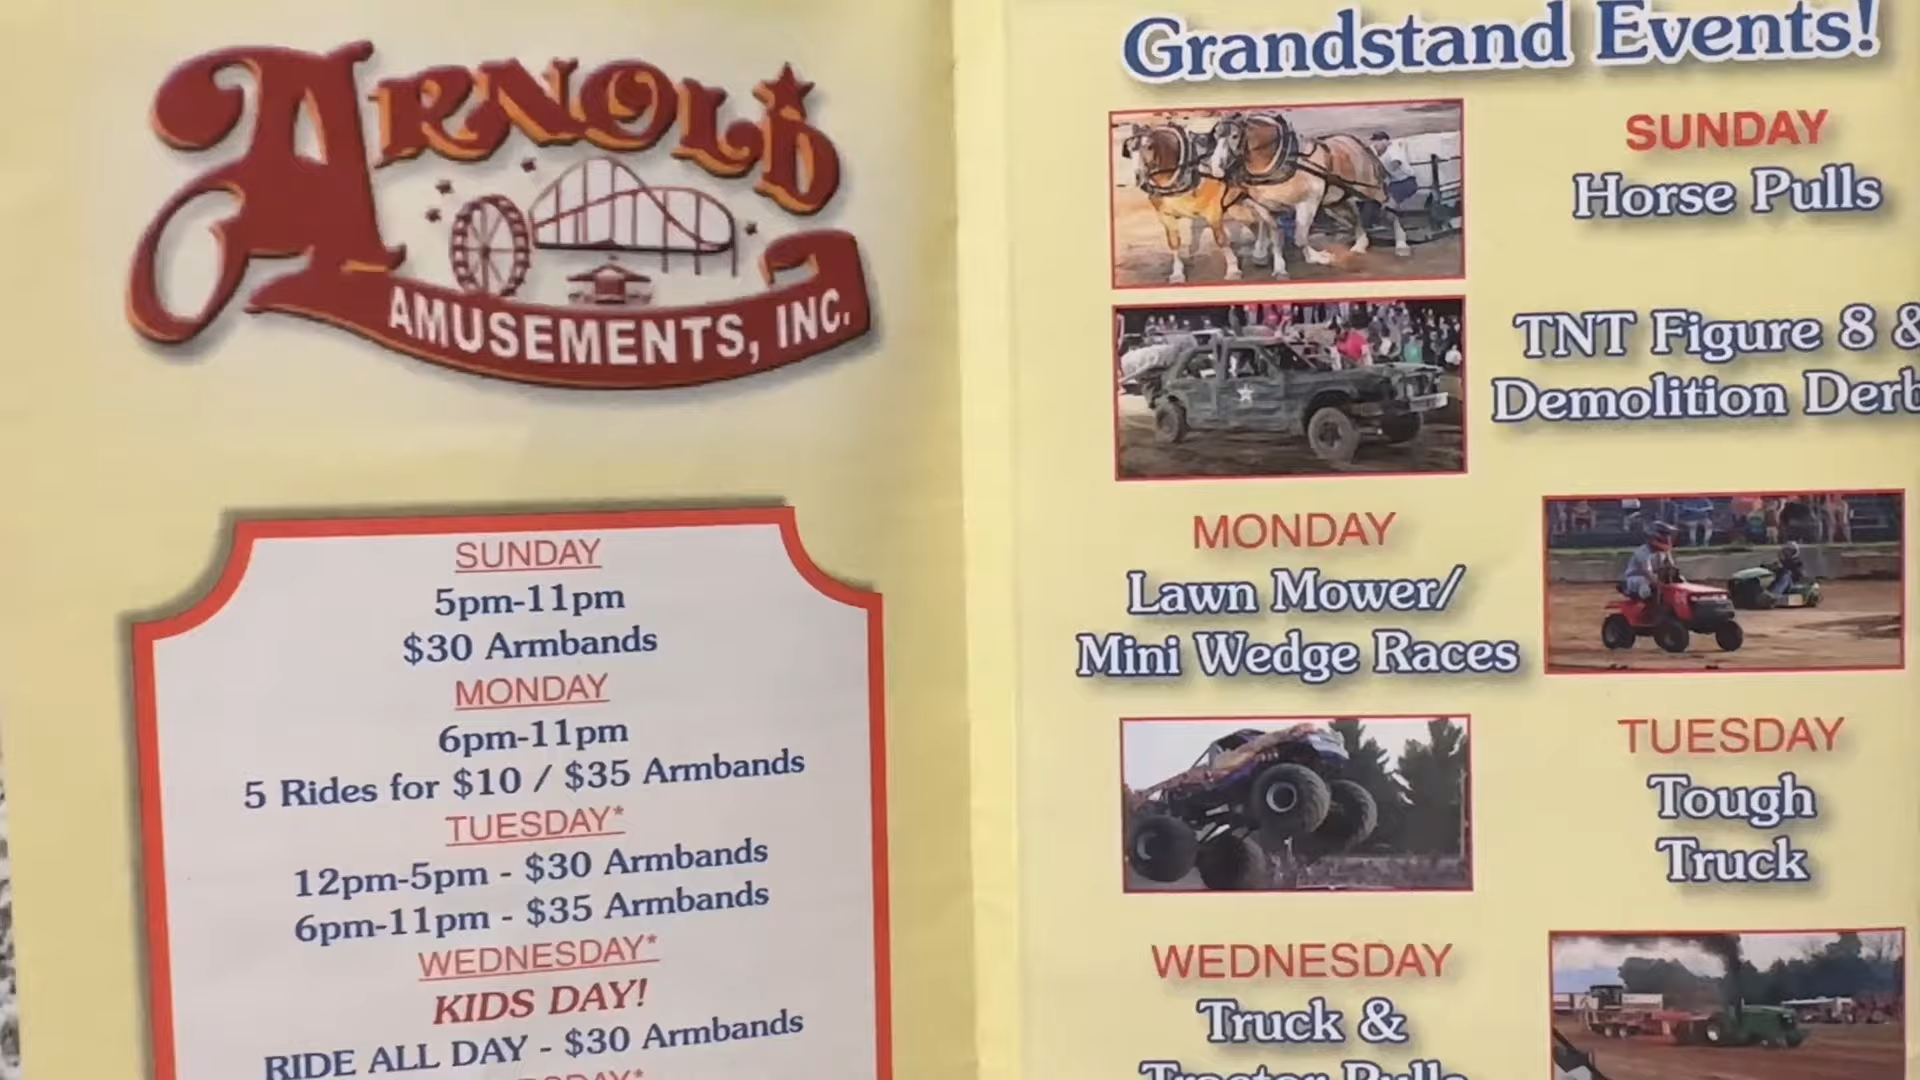 ARNOLD
AMUSEMENTS, INC.
SUNDAY
5pm-11pm
$30 Armbands
MONDAY
6pm-11pm
5 Rides for $10 / $35 Armbands
TUESDAY*
12pm-5pm - $30 Armbands
6pm-11pm - $35 Armbands
WEDNESDAY*
KIDS DAY!
RIDE ALL DAY - $30 Armbands
Grandstand Events!
SUNDAY
Horse Pulls
TNT Figure 8 &
Demolition Derb
MONDAY
Lawn Mower/
Mini Wedge Races
TUESDAY
Tough
Truck
WEDNESDAY
Truck &
Tractor Pulls